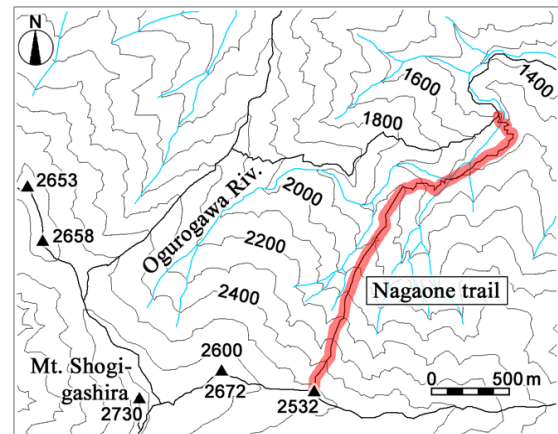 N
1400
1600
1800
2653
Ogurogawa Riv.
2000
2658
2200
Nagaone trail
2400
2600
Mt. Shogi-
gashira
2672
2532
0 500 m
2730